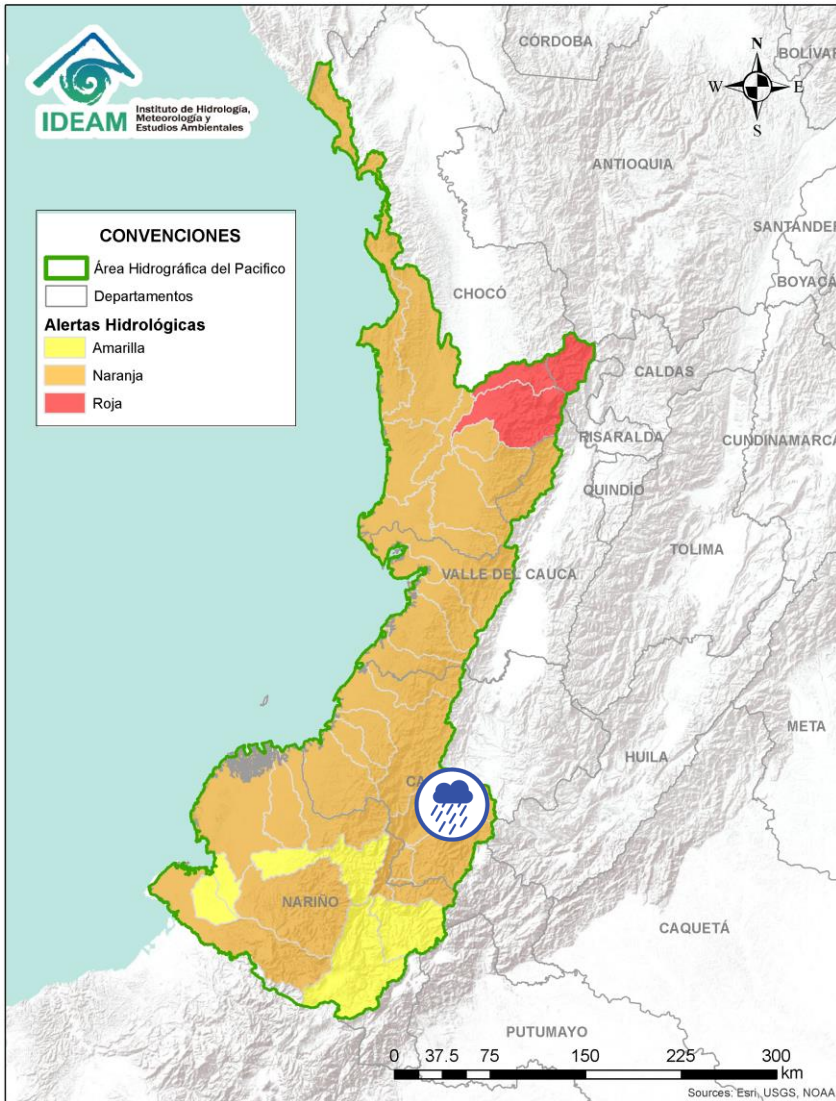 IDEAM
Instituto de Hidrología,
Meteorología y
Estudios Ambientales
CÓRDOBA
BOLÍVAR
N
W
E
S
ANTIOQUIA
SANTANDER
BOYACÁ
CONVENCIONES
Área Hidrográfica del Pacifico
Departamentos
Alertas Hidrológicas
Amarilla
Naranja
Roja
CHOCÓ
CALDAS
RISARALDA
CUNDINAMARCA
QUINDÍO
TOLIMA
VALLE DEL CAUCA
META
HUILA
CA
NARIÑO
CAQUETÁ
PUTUMAYO
0 37.5 75 150 225 300
km
Sources: Esri, USGS, NOAA